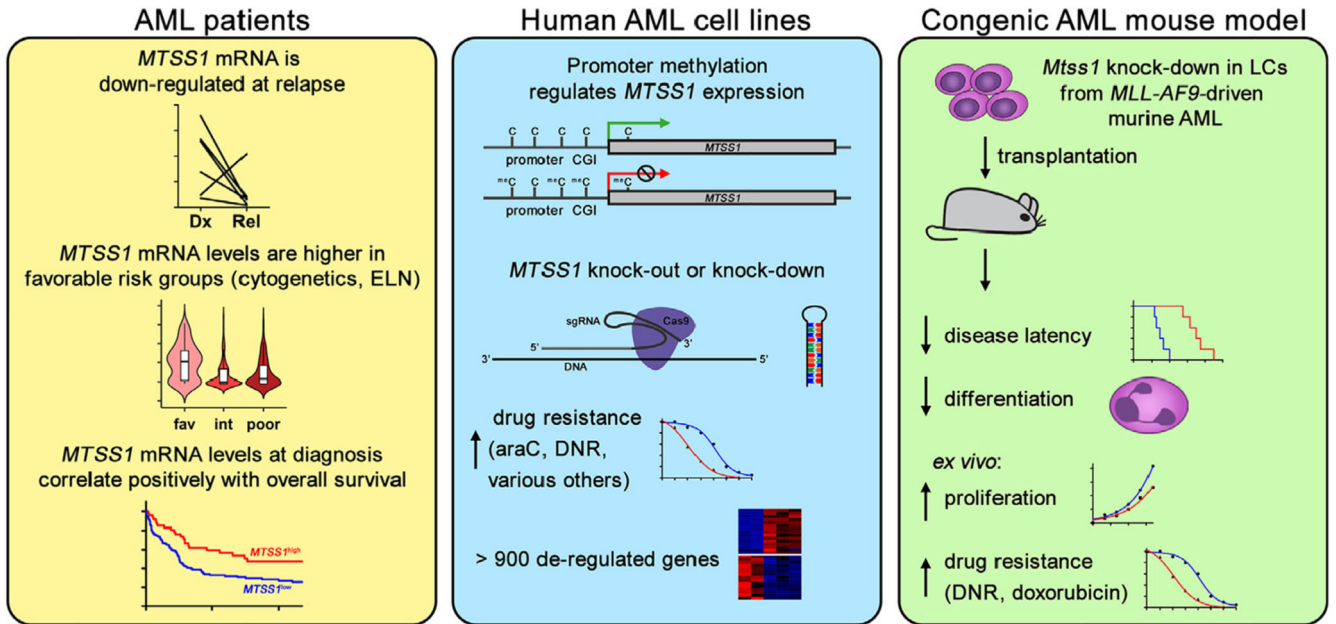 AML patients
MTSS1 mRNA is
down-regulated at relapse
Dx Rel
MTSS1 mRNA levels are higher in
favorable risk groups (cytogenetics, ELN)
fav int poor
MTSS1 mRNA levels at diagnosis
correlate positively with overall survival
MTSS1high
MTSS1low
Human AML cell lines
Promoter methylation
regulates MTSS1 expression
C C C C C
MTSS1
promoter CGI
meC C meC meC meC
MTSS1
promoter CGI
MTSS1 knock-out or knock-down
sgRNA Cas9
5' 3'
3' 5'
DNA
drug resistance
(araC, DNR,
various others)
> 900 de-regulated genes
Congenic AML mouse model
Mtss1 knock-down in LCs
from MLL-AF9-driven
murine AML
transplantation
disease latency
differentiation
ex vivo:
proliferation
drug resistance
(DNR, doxorubicin)